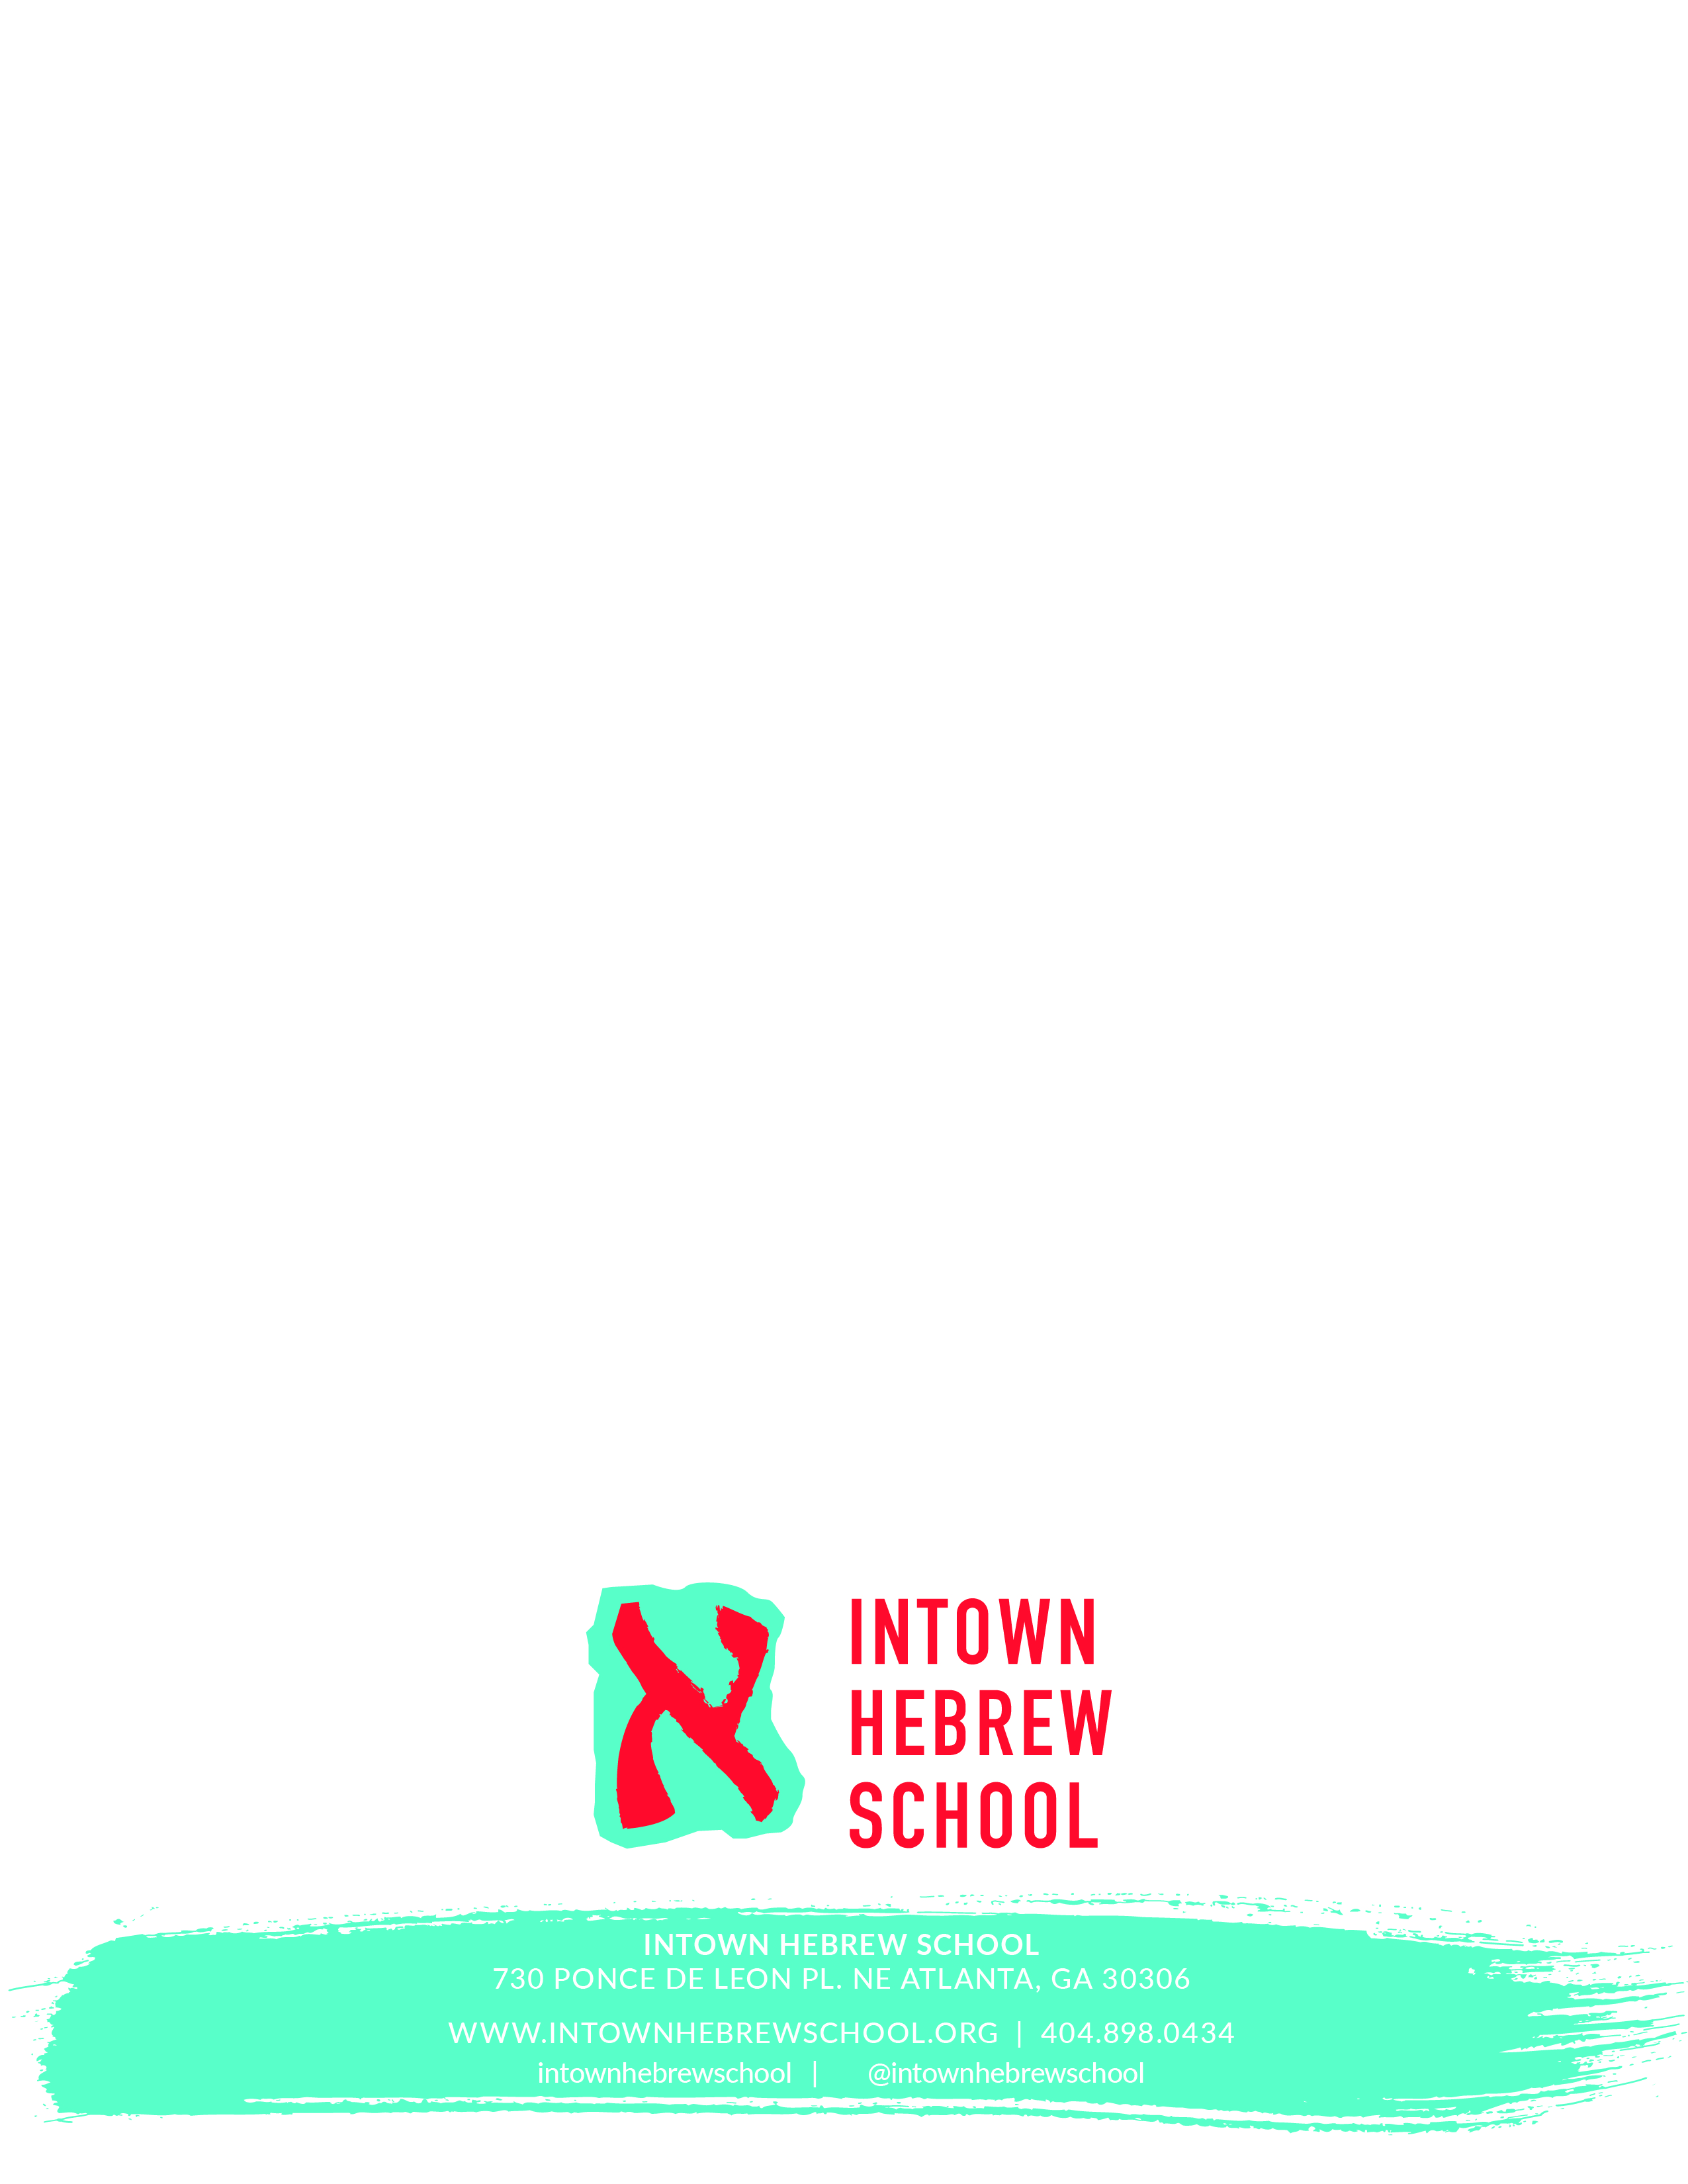 א
INTOWN
HEBREW
SCHOOL
INTOWN HEBREW SCHOOL
730 PONCE DE LEON PL. NE ATLANTA, GA 30306
WWW.INTOWNHEBREWSCHOOL.ORG | 404.898.0434
intownhebrewschool | @intownhebrewschool